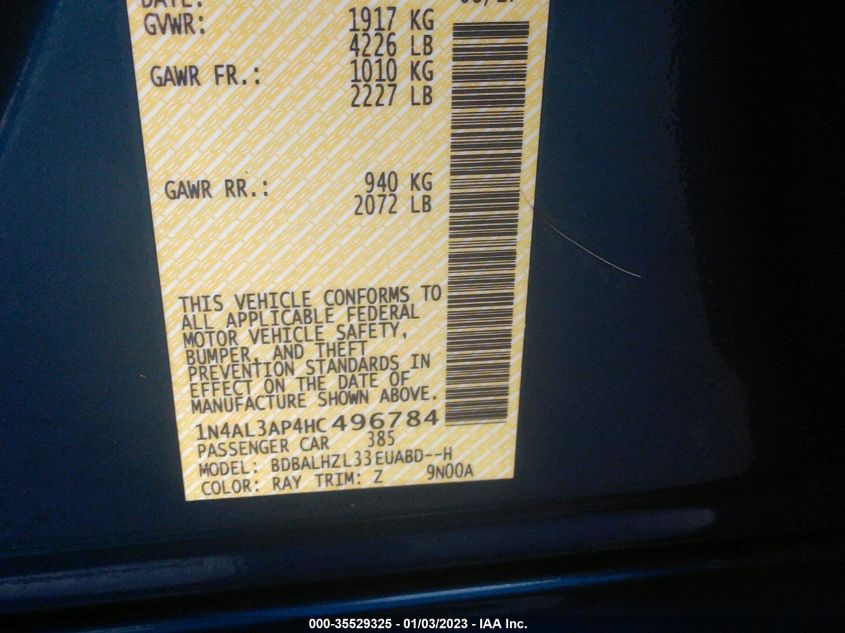 DATE:
GVWR: 1917 KG
4226 LB
GAWR FR.: 1010 KG
2227 LB
GAWR RR.: 940 KG
2072 LB
THIS VEHICLE CONFORMS TO
ALL APPLICABLE FEDERAL
MOTOR VEHICLE SAFETY,
BUMPER, AND THEFT
PREVENTION STANDARDS IN
EFFECT ON THE DATE OF
MANUFACTURE SHOWN ABOVE.
1N4AL3AP4HC496784
PASSENGER CAR 385
MODEL: BDBALHZL33EUABD--H
COLOR: RAY TRIM: Z 9N00A
000-35529325 - 01/03/2023 - IAA Inc.